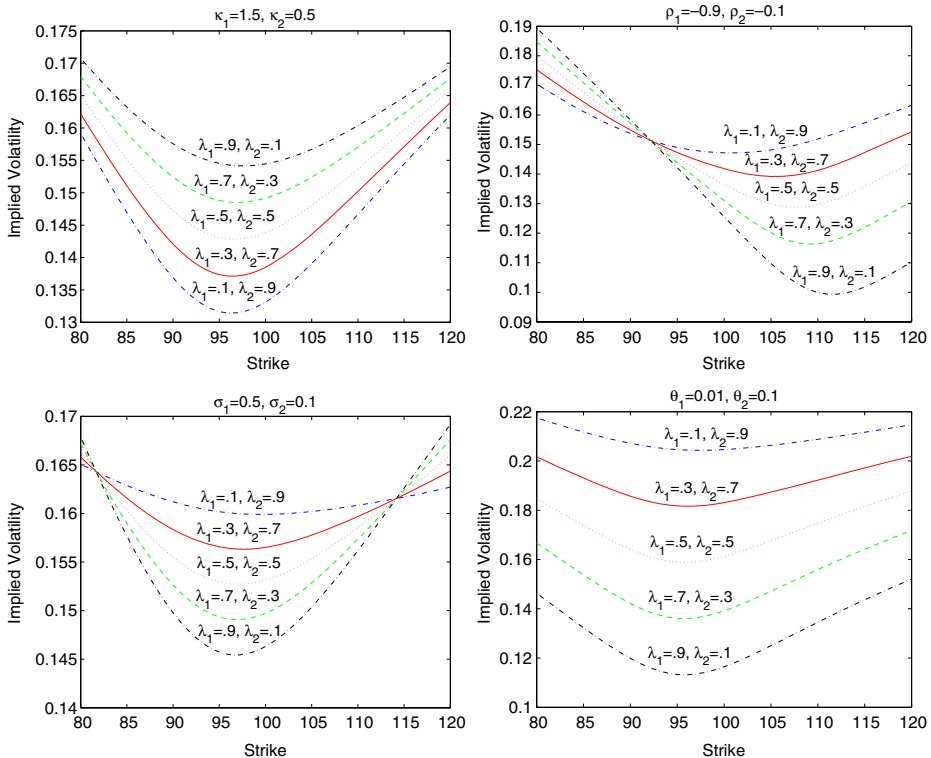 κ1=1.5, κ2=0.5
0.175
0.17
0.165
0.16
0.155
0.15
0.145
0.14
0.135
0.13
Implied Volatility
λ1=.9, λ2=.1
λ1=.7, λ2=.3
λ1=.5, λ2=.5
λ1=.3, λ2=.7
λ1=.1, λ2=.9
80 85 90 95 100 105 110 115 120
Strike
ρ1=−0.9, ρ2=−0.1
0.19
0.18
0.17
0.16
0.15
0.14
0.13
0.12
0.11
0.1
0.09
Implied Volatility
λ1=.1, λ2=.9
λ1=.3, λ2=.7
λ1=.5, λ2=.5
λ1=.7, λ2=.3
λ1=.9, λ2=.1
80 85 90 95 100 105 110 115 120
Strike
σ1=0.5, σ2=0.1
0.17
0.165
0.16
0.155
0.15
0.145
0.14
Implied Volatility
λ1=.1, λ2=.9
λ1=.3, λ2=.7
λ1=.5, λ2=.5
λ1=.7, λ2=.3
λ1=.9, λ2=.1
80 85 90 95 100 105 110 115 120
Strike
θ1=0.01, θ2=0.1
0.22
0.2
0.18
0.16
0.14
0.12
0.1
Implied Volatility
λ1=.1, λ2=.9
λ1=.3, λ2=.7
λ1=.5, λ2=.5
λ1=.7, λ2=.3
λ1=.9, λ2=.1
80 85 90 95 100 105 110 115 120
Strike